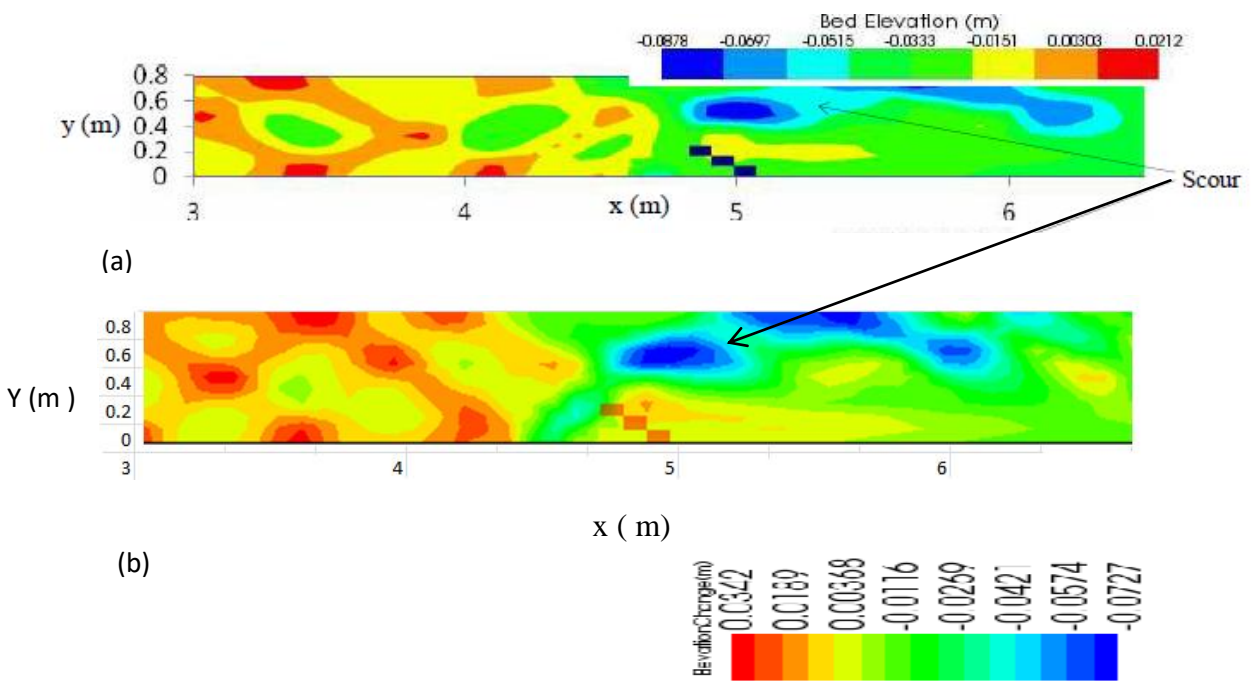 Bed Elevation (m)
-0.0878 -0.0697 -0.0515 -0.0333 -0.0151 0.00303 0.0212
0.8
0.6
y (m) 0.4
0.2
0
3 4 x (m) 5 6
Scour
(a)
0.8
0.6
Y (m ) 0.4
0.2
0
3 4 5 6
x ( m)
(b)
ElevationChange(m)
0.0342
0.0189
0.00368
-0.0116
-0.0269
-0.0421
-0.0574
-0.0727